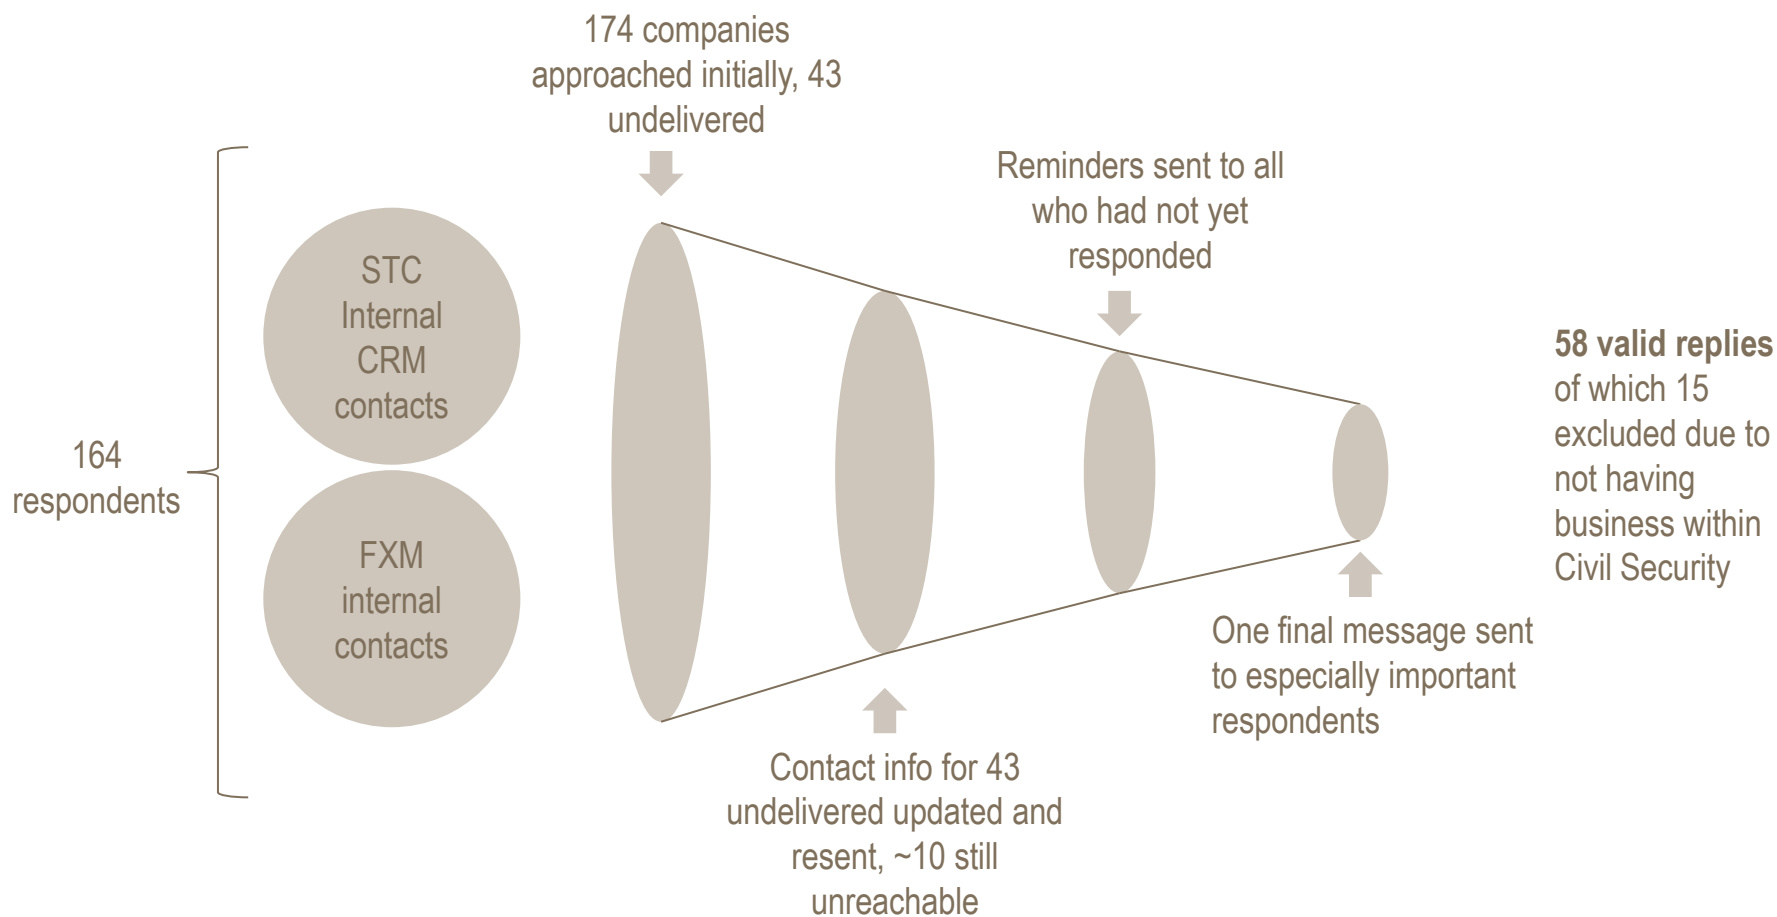 174 companies
approached initially, 43
undelivered
Reminders sent to all
who had not yet
responded
STC
Internal
CRM
contacts
164
respondents
FXM
internal
contacts
58 valid replies
of which 15
excluded due to
not having
business within
Civil Security
One final message sent
to especially important
respondents
Contact info for 43
undelivered updated and
resent, ~10 still
unreachable